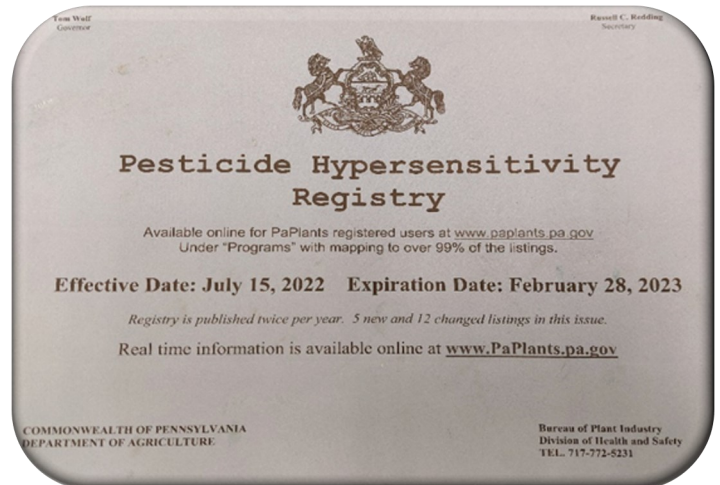 Tom Wolf
Governor
Russell C. Redding
Secretary
Pesticide Hypersensitivity
Registry
Available online for PaPlants registered users at www.paplants.pa.gov
Under "Programs" with mapping to over 99% of the listings.
Effective Date: July 15, 2022 Expiration Date: February 28, 2023
Registry is published twice per year. 5 new and 12 changed listings in this issue.
Real time information is available online at www.PaPlants.pa.gov
COMMONWEALTH OF PENNSYLVANIA
DEPARTMENT OF AGRICULTURE
Bureau of Plant Industry
Division of Health and Safety
TEL. 717-772-5231